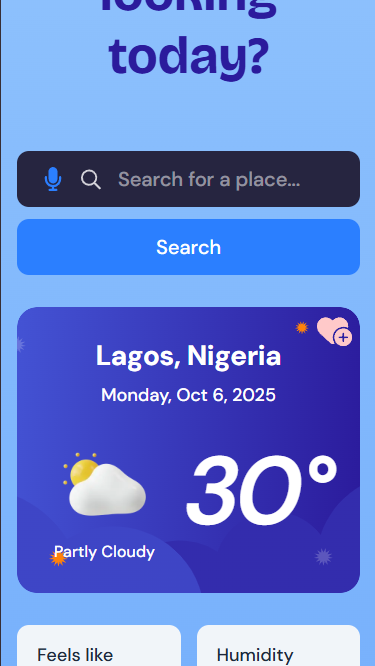 looking
today?
Search for a place...
Search
Lagos, Nigeria
Monday, Oct 6, 2025
30°
Partly Cloudy
Feels like
Humidity